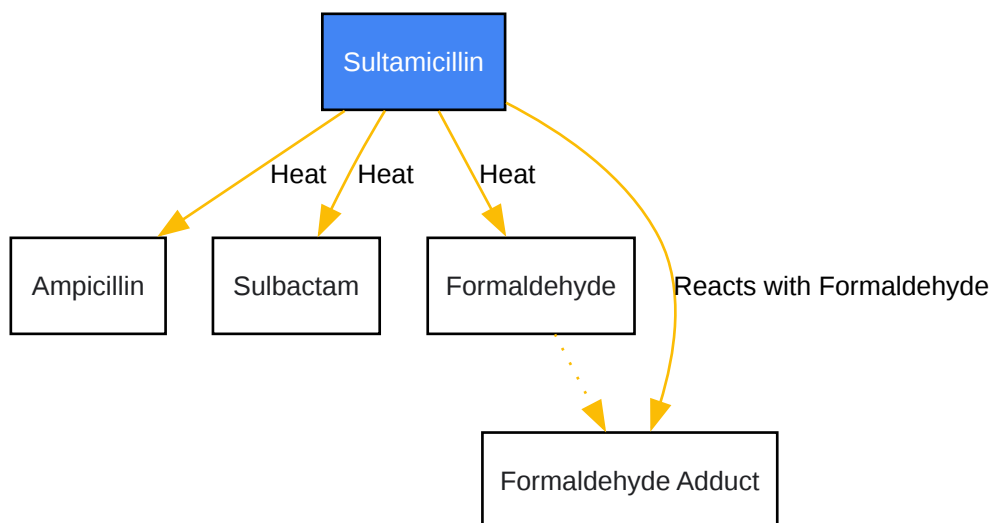 Sultamicillin
Heat
Heat
Heat
Ampicillin
Sulbactam
Formaldehyde
Reacts with Formaldehyde
Formaldehyde Adduct